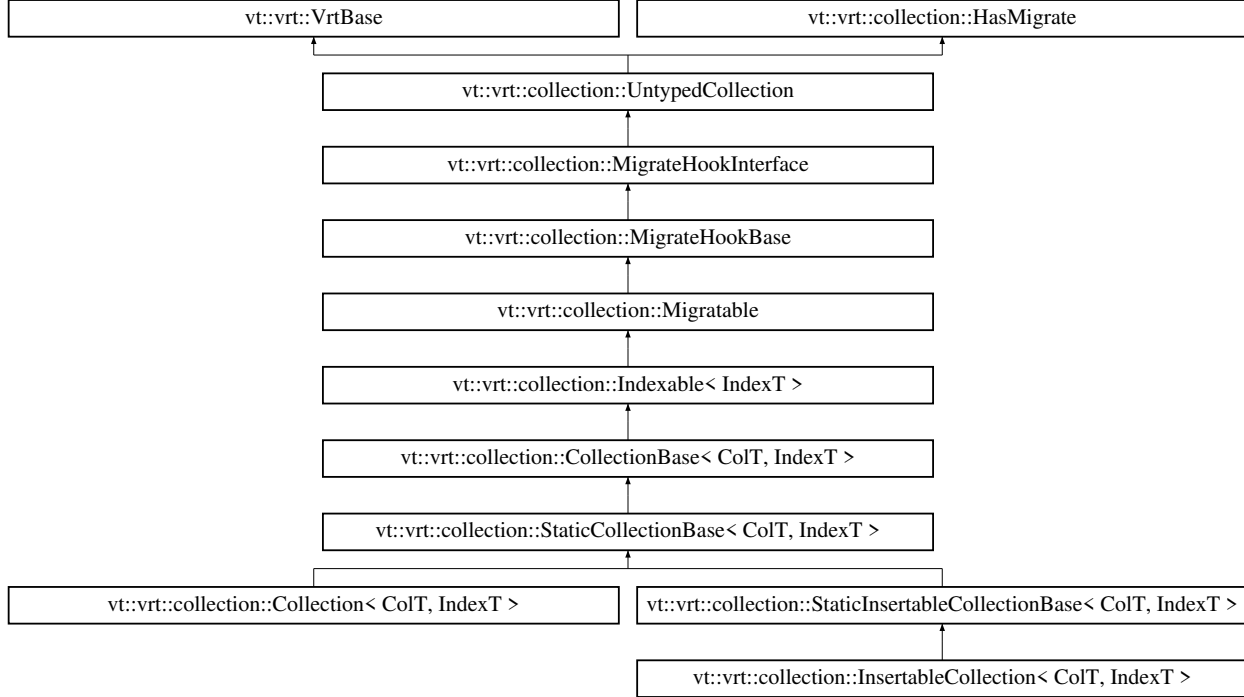 vt::vrt::VrtBase
vt::vrt::collection::HasMigrate
vt::vrt::collection::UntypedCollection
vt::vrt::collection::MigrateHookInterface
vt::vrt::collection::MigrateHookBase
vt::vrt::collection::Migratable
vt::vrt::collection::Indexable< IndexT >
vt::vrt::collection::CollectionBase< ColT, IndexT >
vt::vrt::collection::StaticCollectionBase< ColT, IndexT >
vt::vrt::collection::Collection< ColT, IndexT >
vt::vrt::collection::StaticInsertableCollectionBase< ColT, IndexT >
vt::vrt::collection::InsertableCollection< ColT, IndexT >